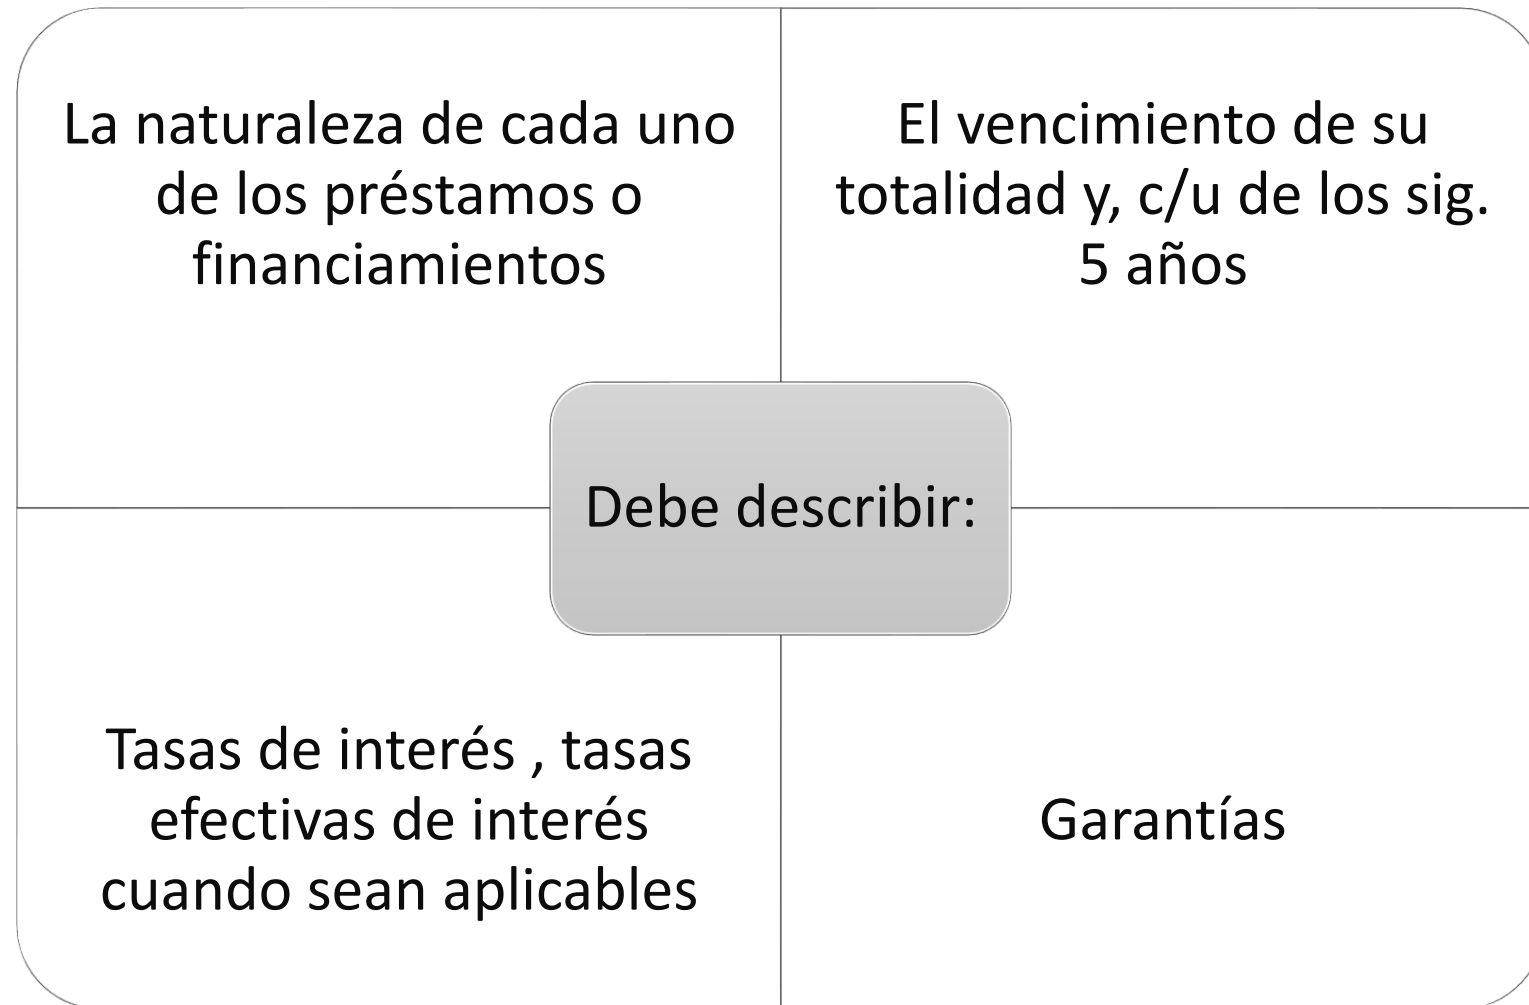 La naturaleza de cada uno
de los préstamos o
financiamientos
El vencimiento de su
totalidad y, c/u de los sig.
5 años
Debe describir:
Tasas de interés , tasas
efectivas de interés
cuando sean aplicables
Garantías